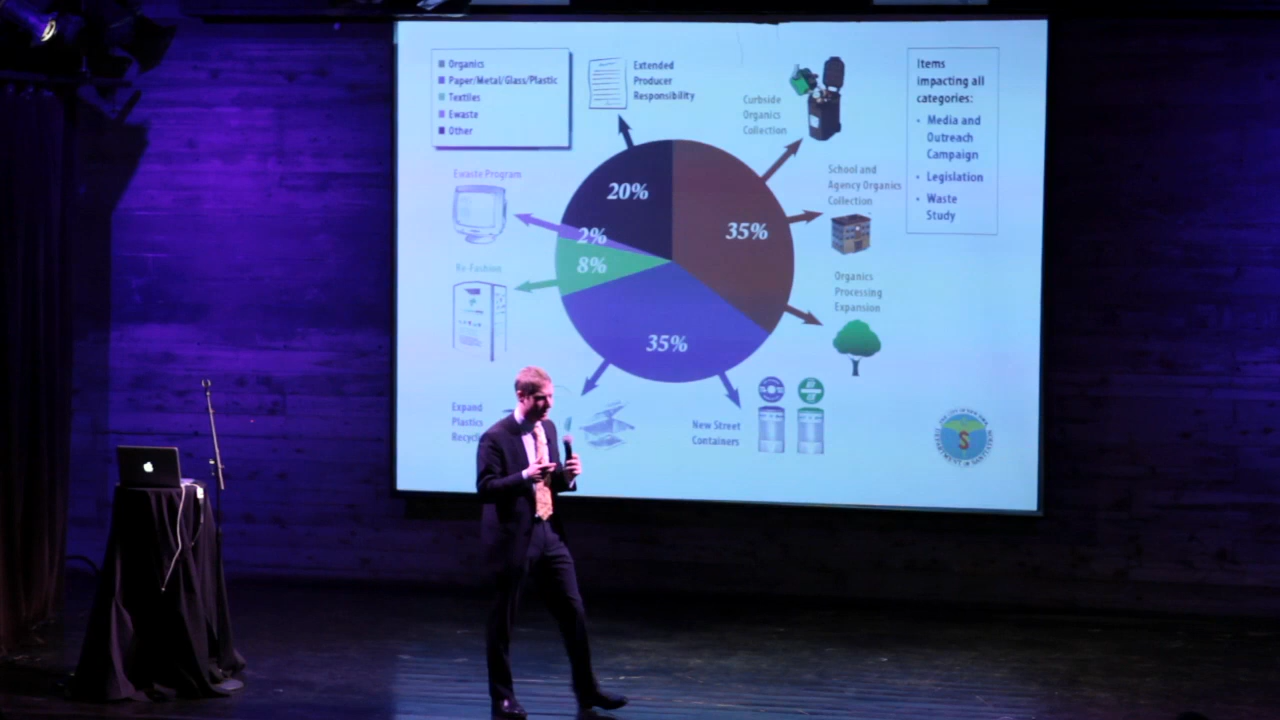 Organics
Paper/Metal/Glass/Plastic
Textiles
Ewaste
Other
Extended
Producer
Responsibility
Curbside
Organics
Collection
Items
impacting all
categories:
• Media and
Outreach
Campaign
• Legislation
• Waste
Study
School and
Agency Organics
Collection
Ewaste Program
20%
35%
2%
8%
Re-Fashion
Organics
Processing
Expansion
35%
Expand
Plastics
New Street
Containers